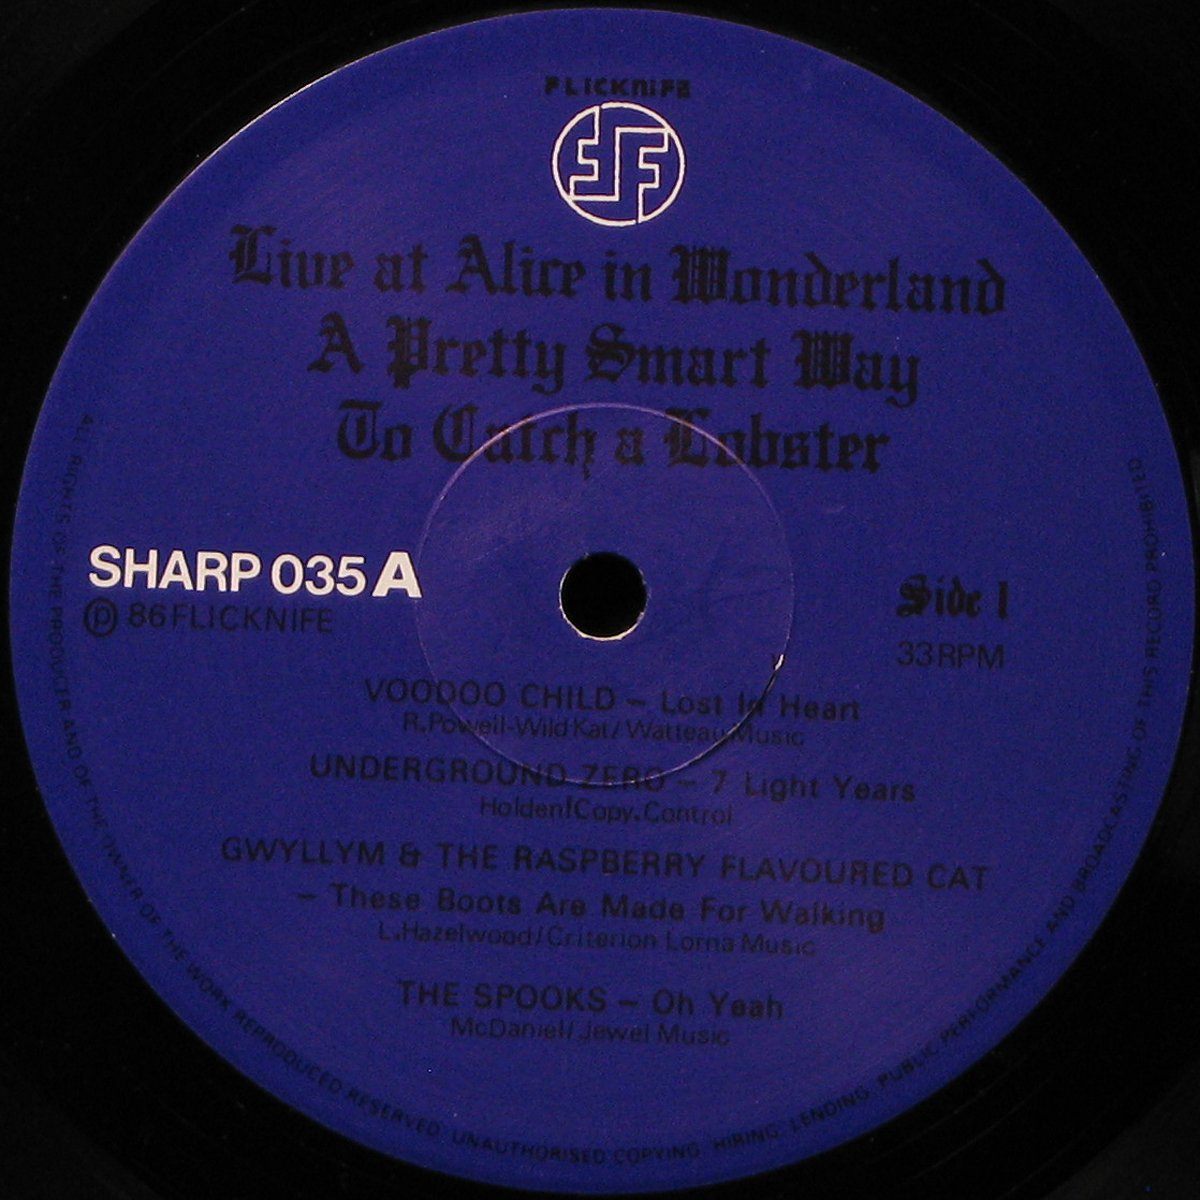 FLICKNIFE
Live at Alice in Wonderland
A Pretty Smart Way
To Catch a Lobster
SHARP 035 A
Ⓟ 86 FLICKNIFE
Side 1
33 RPM
VOODOO CHILD – Lost In Heart
R.Powell-Wild Kat/Watteau Music
UNDERGROUND ZERO – 7 Light Years
Holden/Copy.Control
GWYLLYM & THE RASPBERRY FLAVOURED CAT
– These Boots Are Made For Walking
L.Hazelwood/Criterion Lorna Music
THE SPOOKS – Oh Yeah
McDaniel/Jewel Music
ALL RIGHTS OF THE PRODUCER AND OF THE OWNER OF THE WORK REPRODUCED RESERVED. UNAUTHORISED COPYING, HIRING, LENDING, PUBLIC PERFORMANCE AND BROADCASTING OF THIS RECORD PROHIBITED